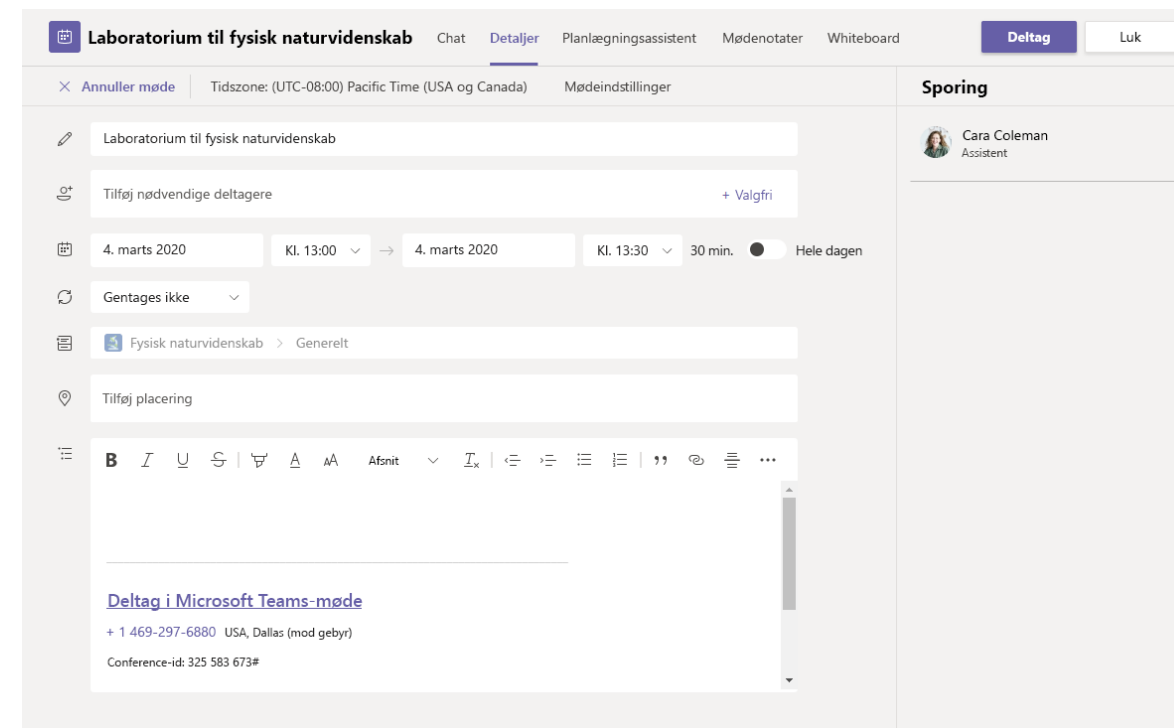 Laboratorium til fysisk naturvidenskab Chat Detaljer Planlægningsassistent Mødenotater Whiteboard Deltag Luk
Annuller møde Tidszone: (UTC-08:00) Pacific Time (USA og Canada) Mødeindstillinger
Sporing
Laboratorium til fysisk naturvidenskab
Cara Coleman
Assistent
Tilføj nødvendige deltagere + Valgfri
4. marts 2020 Kl. 13:00 → 4. marts 2020 Kl. 13:30 30 min. Hele dagen
Gentages ikke
Fysisk naturvidenskab > Generelt
Tilføj placering
B I U S A AA Afsnit
Deltag i Microsoft Teams-møde
+ 1 469-297-6880 USA, Dallas (mod gebyr)
Conference-id: 325 583 673#